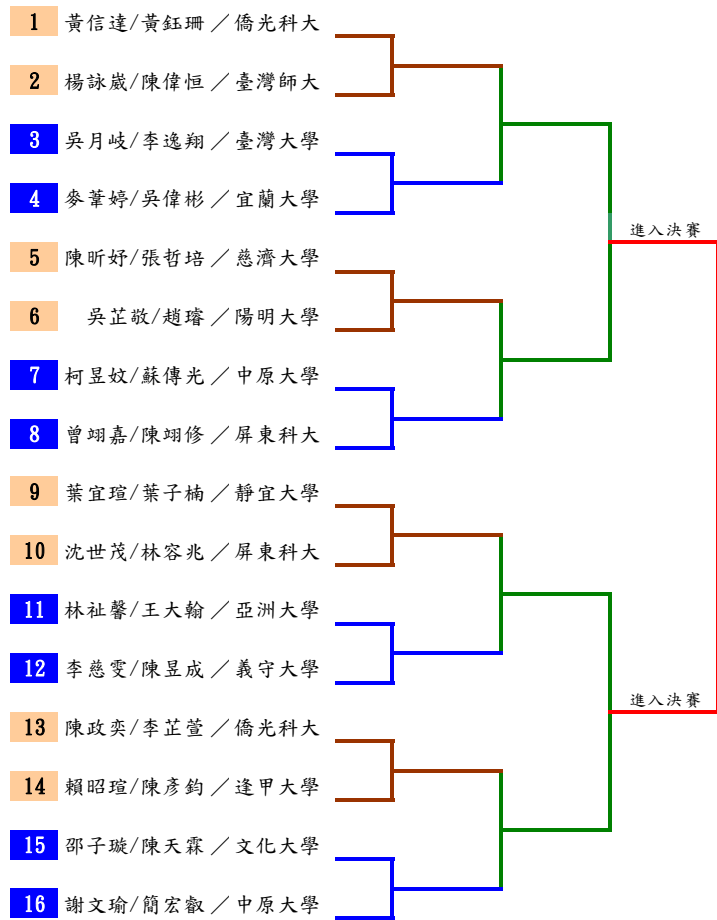 1 黃信達/黃鈺珊／僑光科大
2 楊詠崴/陳偉恒／臺灣師大
3 吳月岐/李逸翔／臺灣大學
4 麥葦婷/吳偉彬／宜蘭大學
進入決賽
5 陳昕妤/張哲培／慈濟大學
6 吳芷敬/趙璿／陽明大學
7 柯昱妏/蘇傳光／中原大學
8 曾翊嘉/陳翊修／屏東科大
9 葉宜瑄/葉子楠／靜宜大學
10 沈世茂/林容兆／屏東科大
11 林祉馨/王大翰／亞洲大學
12 李慈雯/陳昱成／義守大學
進入決賽
13 陳政奕/李芷萱／僑光科大
14 賴昭瑄/陳彥鈞／逢甲大學
15 邵子璇/陳天霖／文化大學
16 謝文瑜/簡宏叡／中原大學